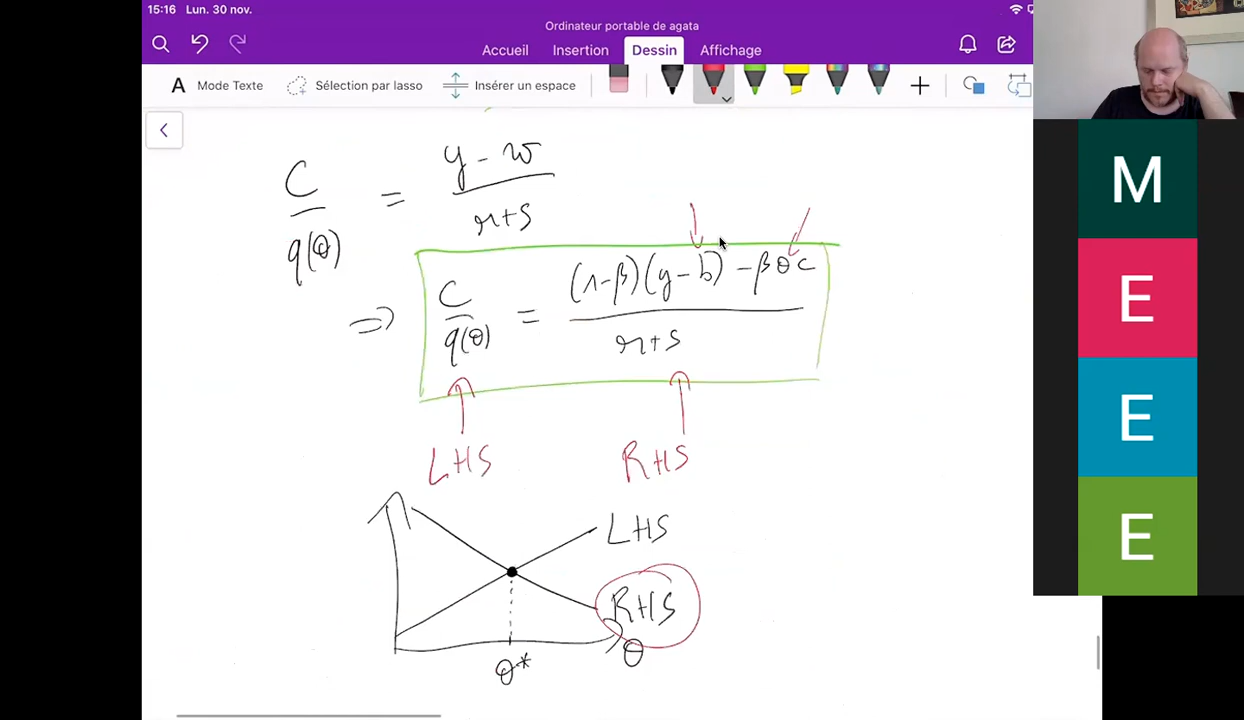 15:16 Lun. 30 nov.
Ordinateur portable de agata
Accueil Insertion Dessin Affichage
A Mode Texte Sélection par lasso Insérer un espace
C/q(θ) = (y - w)/(r+s)
=> C/q(θ) = ((1-β)(y-b) - βθc)/(r+s)
LHS RHS
LHS
RHS
θ
θ*
M
E
E
E